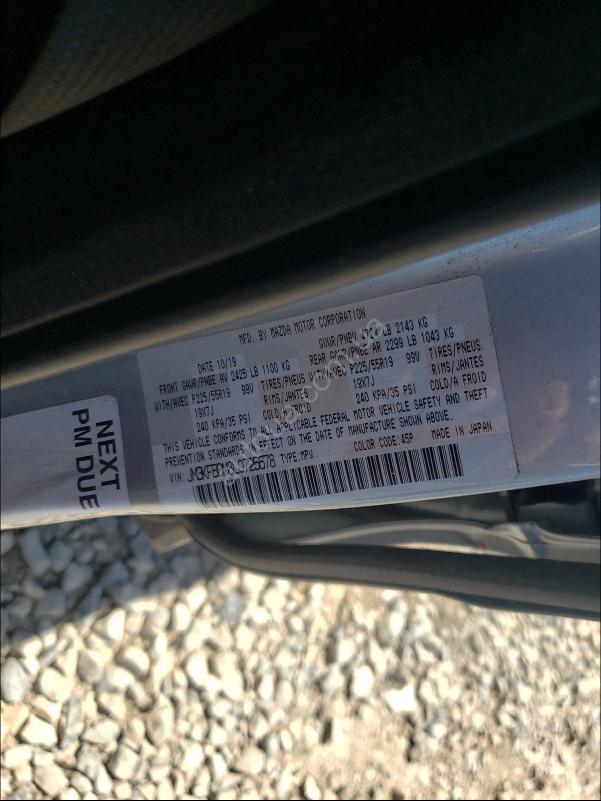 MFD. BY MAZDA MOTOR CORPORATION
DATE 10/19 GVWR/PNBV 4724 LB 2143 KG
FRONT GAWR/PNBE AV 2425 LB 1100 KG REAR GAWR/PNBE AR 2299 LB 1043 KG
WITH/AVEC P225/55R19 99V TIRES/PNEUS WITH/AVEC P225/55R19 99V TIRES/PNEUS
19X7J RIMS/JANTES 19X7J RIMS/JANTES
240 KPA/35 PSI COLD/A FROID 240 KPA/35 PSI COLD/A FROID
THIS VEHICLE CONFORMS TO ALL APPLICABLE FEDERAL MOTOR VEHICLE SAFETY AND THEFT
PREVENTION STANDARDS IN EFFECT ON THE DATE OF MANUFACTURE SHOWN ABOVE.
VIN: TYPE:MPV COLOR CODE:45P MADE IN JAPAN
NEXT
PM DUE